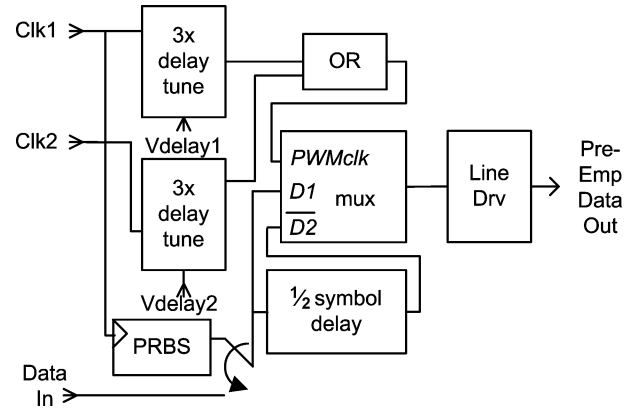 Clk1
3x
delay
tune
OR
Vdelay1
Clk2
3x
delay
tune
PWMclk
D1
mux
D2
Line
Drv
Pre-
Emp
Data
Out
Vdelay2
½ symbol
delay
PRBS
Data
In